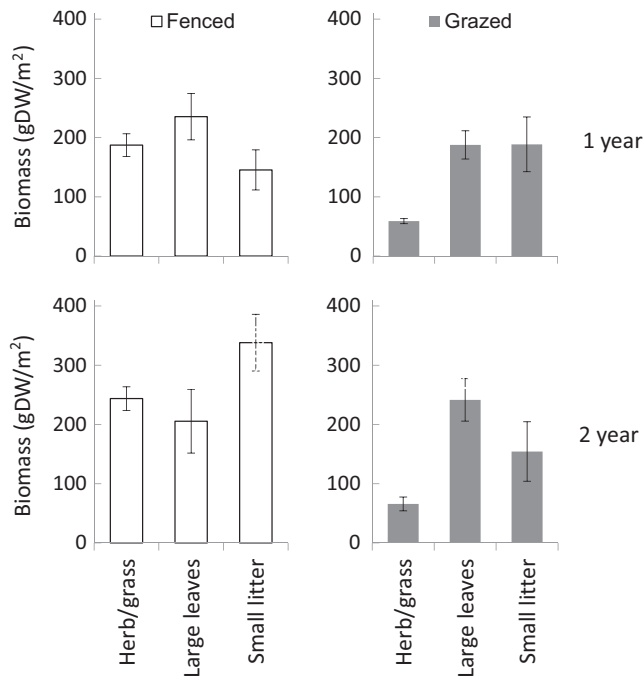 Fenced
Grazed
400
300
200
100
0
Biomass (gDW/m²)
400
300
200
100
0
1 year
400
300
200
100
0
Biomass (gDW/m²)
400
300
200
100
0
2 year
Herb/grass
Large leaves
Small litter
Herb/grass
Large leaves
Small litter